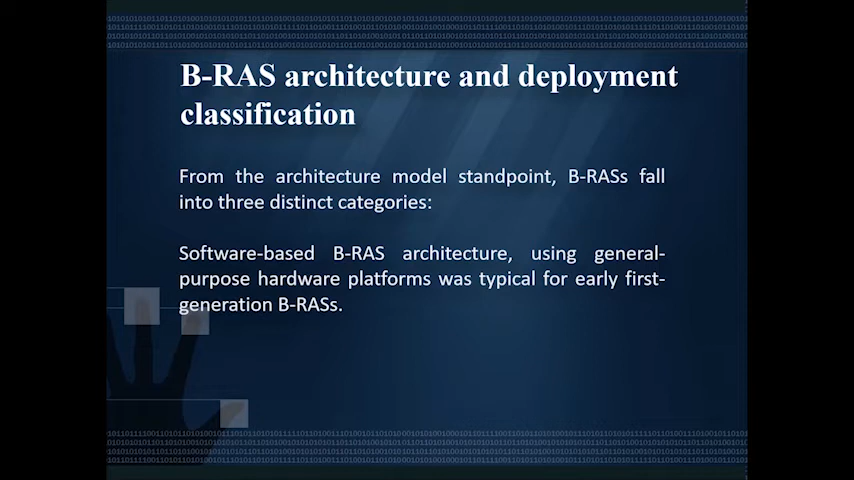 B-RAS architecture and deployment
classification
From the architecture model standpoint, B-RASs fall
into three distinct categories:
Software-based B-RAS architecture, using general-
purpose hardware platforms was typical for early first-
generation B-RASs.